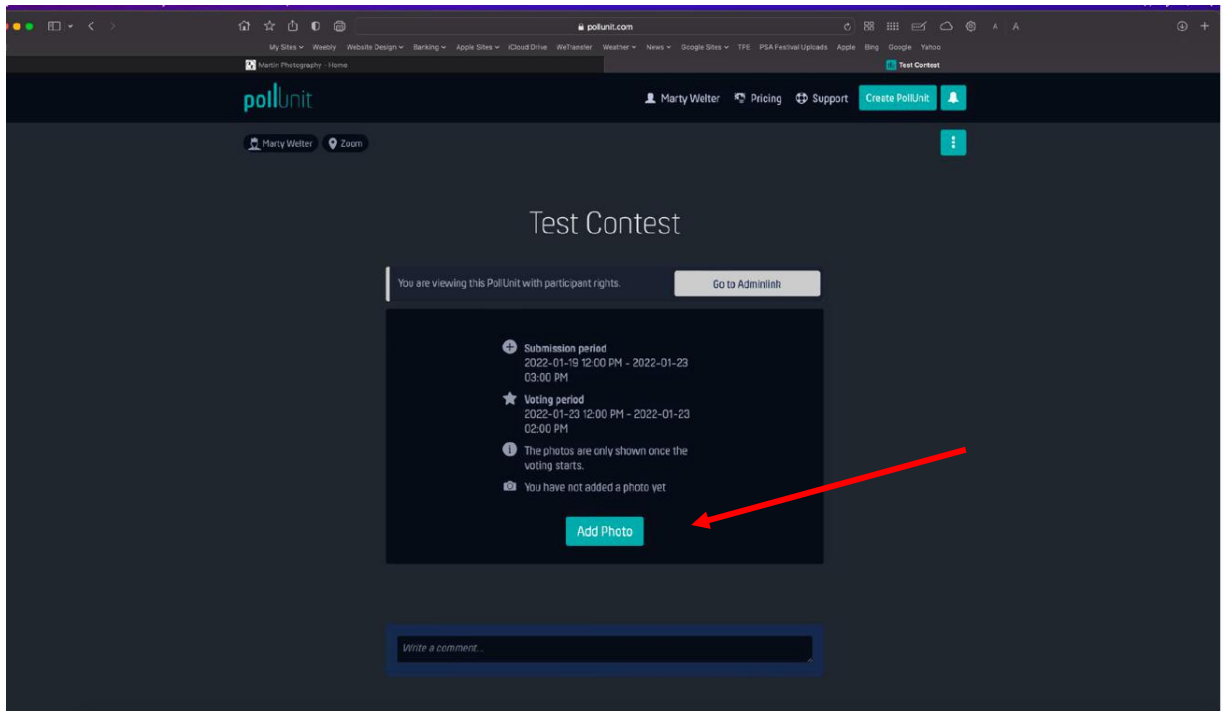 pollunit.com
My Sites Weebly Website Design Banking Apple Sites iCloud Drive WeTransfer Weather News Google Sites TFE PSA Festival Uploads Apple Bing Google Yahoo
Martin Photography - Home
Test Contest
pollUnit
Marty Welter Pricing Support Create PollUnit
Marty Welter Zoom
Test Contest
You are viewing this PollUnit with participant rights. Go to Adminlink
Submission period
2022-01-19 12:00 PM - 2022-01-23
03:00 PM
Voting period
2022-01-23 12:00 PM - 2022-01-23
02:00 PM
The photos are only shown once the
voting starts.
You have not added a photo yet
Add Photo
Write a comment...